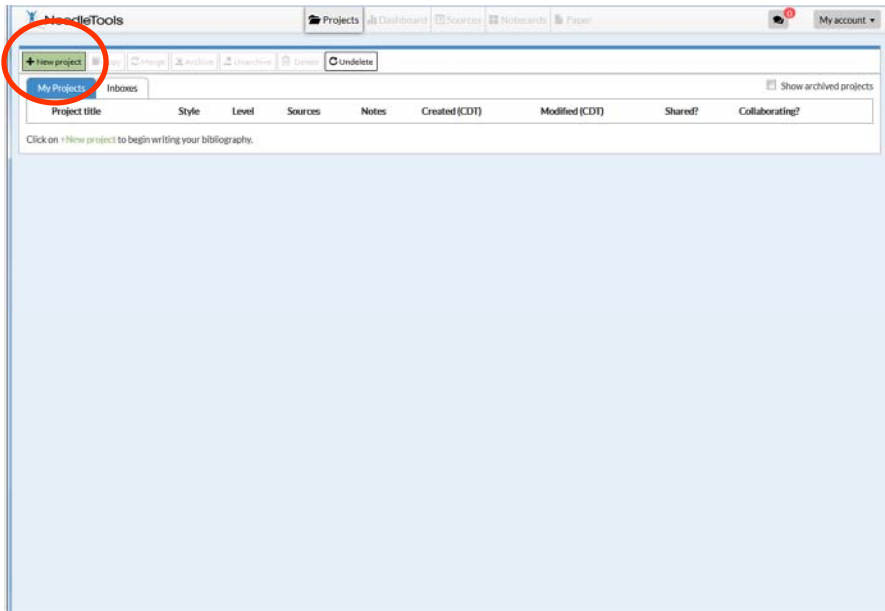 NoodleTools Projects Dashboard Sources Notecards Paper 0 My account
+ New project Copy Merge Archive Unarchive Delete Undelete
My Projects Inboxes Show archived projects
Project title Style Level Sources Notes Created (CDT) Modified (CDT) Shared? Collaborating?
Click on +New project to begin writing your bibliography.